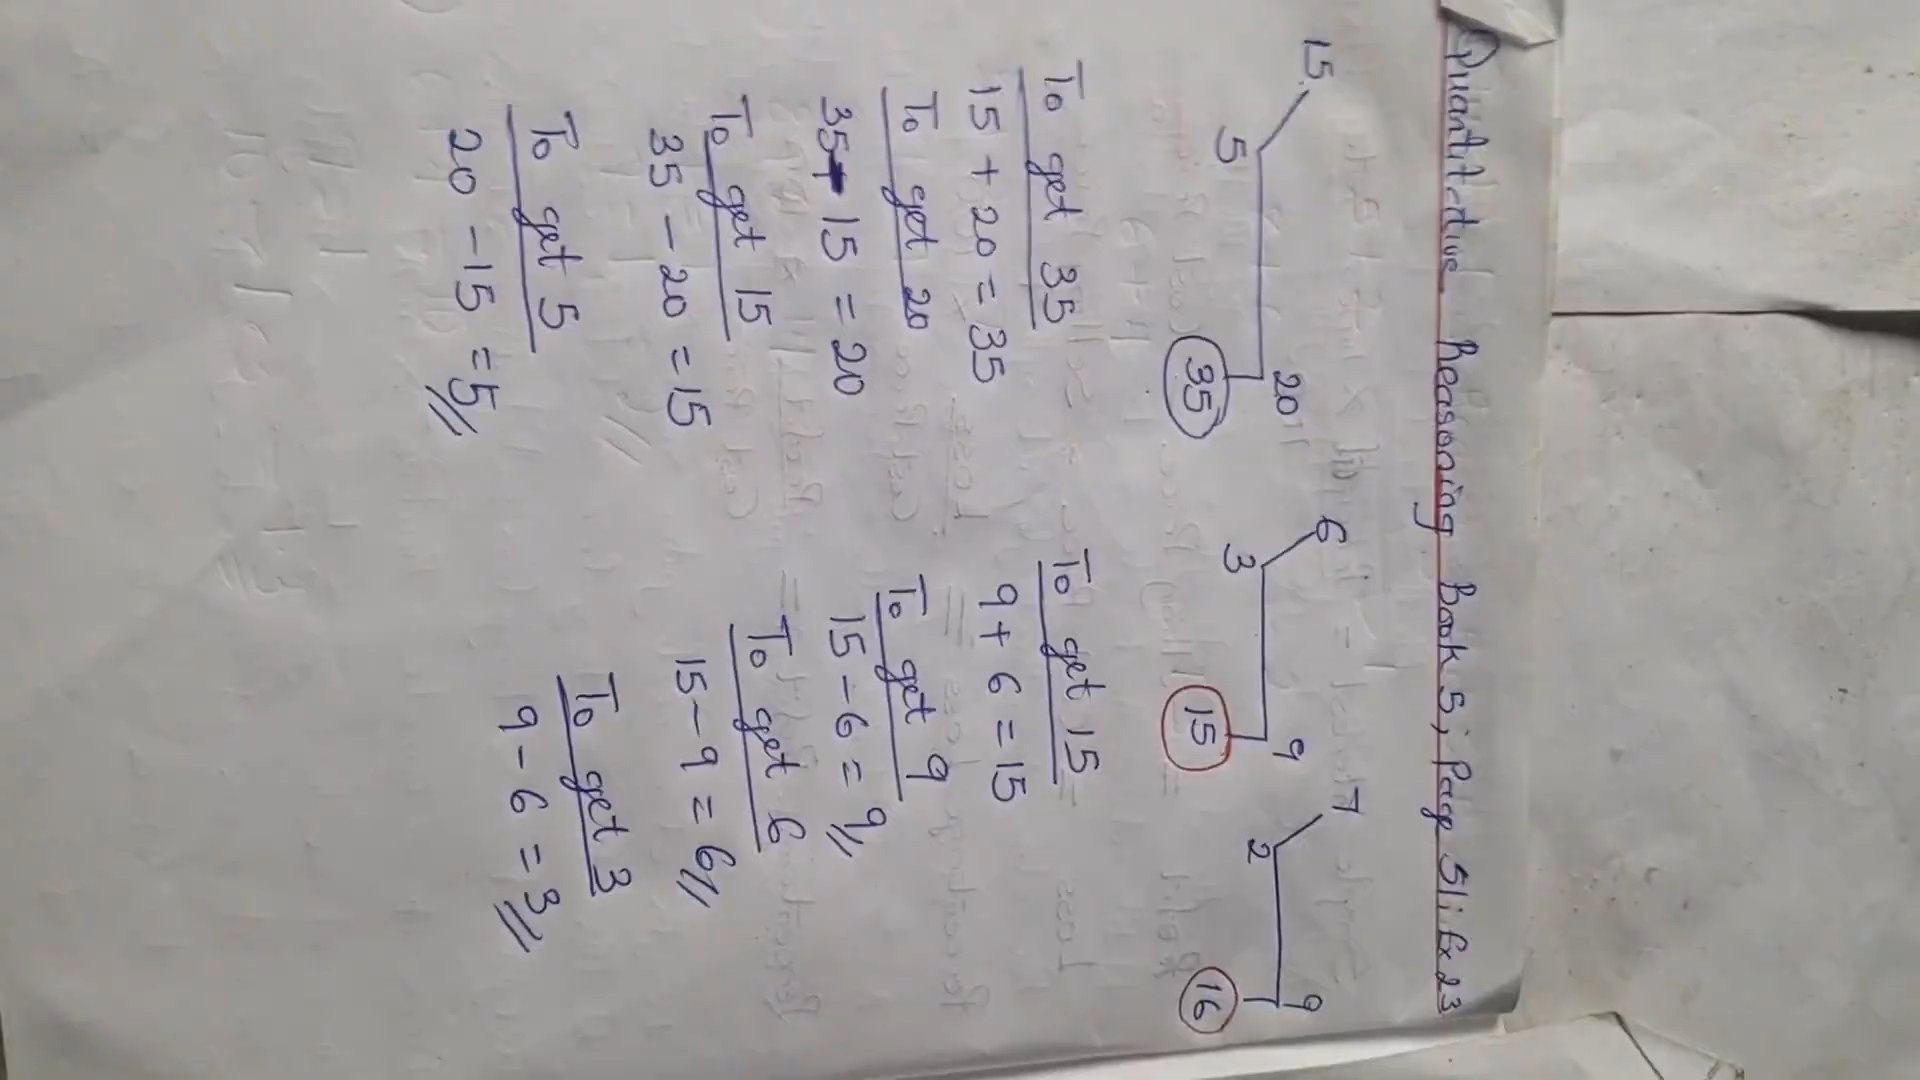 Quantitative Reasoning Book 5; Page 51: Ex 23
15 5 20 35
6 3 9 15
7 2 9 16
To get 35
15 + 20 = 35
To get 20
35 - 15 = 20
To get 15
35 - 20 = 15
To get 5
20 - 15 = 5
To get 15
9 + 6 = 15
To get 9
15 - 6 = 9
To get 6
15 - 9 = 6
To get 3
9 - 6 = 3